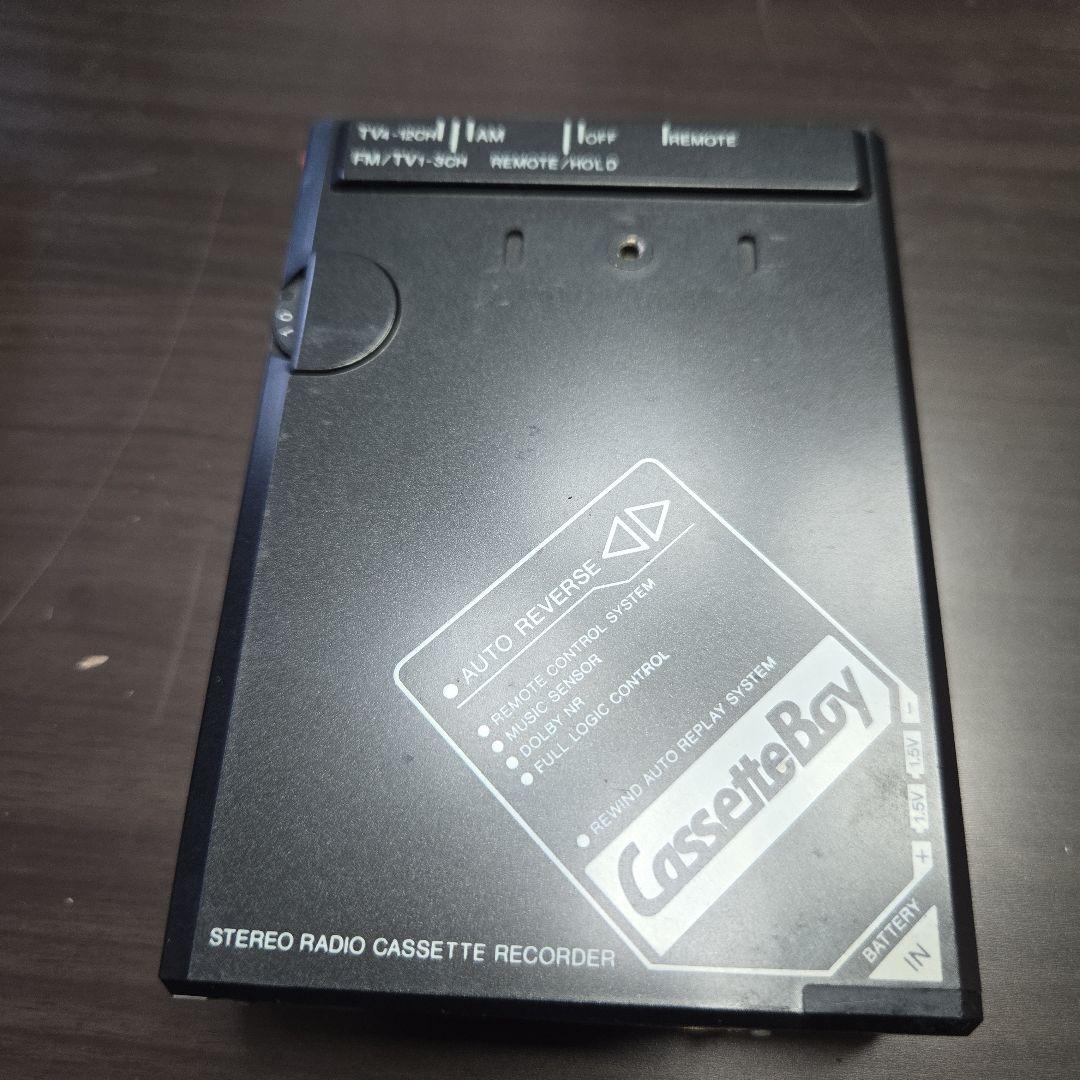 TV4-12CH AM OFF REMOTE
FM/TV1-3CH REMOTE/HOLD
AUTO REVERSE
REMOTE CONTROL SYSTEM
MUSIC SENSOR
DOLBY NR
FULL LOGIC CONTROL
REWIND AUTO REPLAY SYSTEM
CassetteBoy
- 1.5V 1.5V +
BATTERY
IN
STEREO RADIO CASSETTE RECORDER